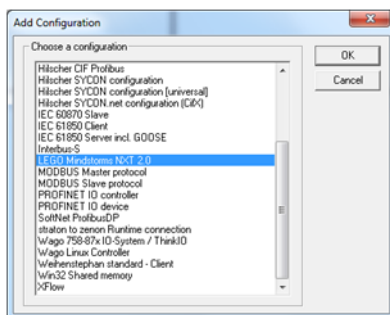 Add Configuration
Choose a configuration
Hilscher CIF Profibus
Hilscher SYCON configuration
Hilscher SYCON configuration [universal]
Hilscher SYCON.net configuration (CifX)
IEC 60870 Slave
IEC 61850 Client
IEC 61850 Server incl. GOOSE
Interbus-S
LEGO Mindstorms NXT 2.0
MODBUS Master protocol
MODBUS Slave protocol
PROFINET IO controller
PROFINET IO device
SoftNet ProfibusDP
straton to zenon Runtime connection
Wago 758-87x IO-System / ThinkIO
Wago Linux Controller
Weihenstephan standard - Client
Win32 Shared memory
XFlow
OK
Cancel